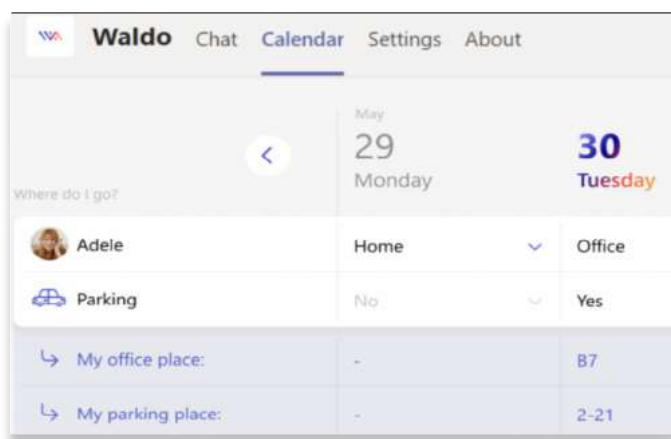 WA Waldo Chat Calendar Settings About
May
29 30
Monday Tuesday
Where do I go?
Adele Home Office
Parking No Yes
My office place: - B7
My parking place: - 2-21